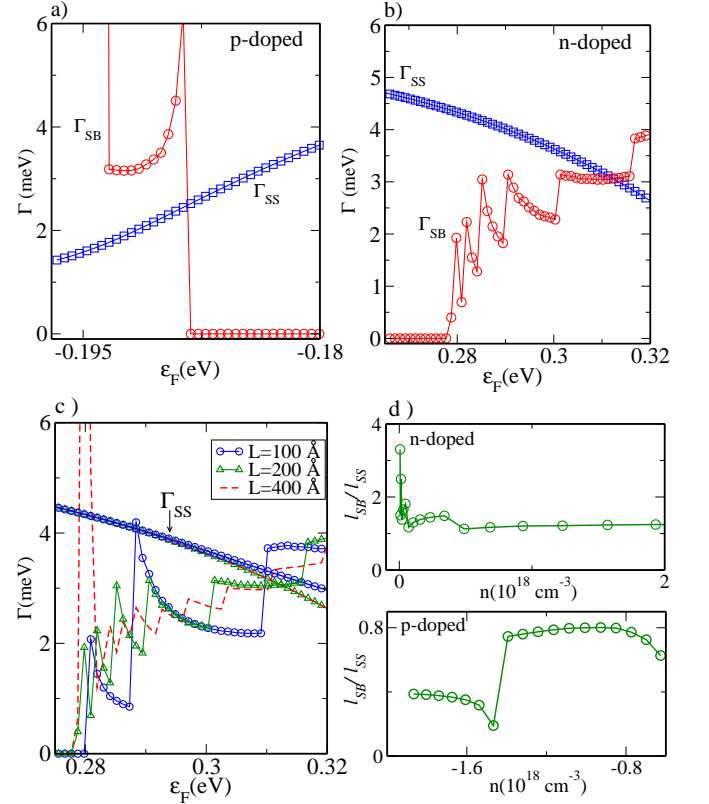 a)
p-doped
Γ_SB
Γ_SS
Γ (meV)
6
4
2
0
-0.195
-0.18
ε_F(eV)
b)
n-doped
Γ_SS
Γ_SB
Γ (meV)
6
5
4
3
2
1
0
0.28
0.3
0.32
ε_F(eV)
c )
L=100 Å
L=200 Å
L=400 Å
Γ_SS
Γ(meV)
6
4
2
0
0.28
0.3
0.32
ε_F(eV)
d )
n-doped
l_SB/l_SS
4
2
0
0
2
n(10^18 cm^-3)
p-doped
l_SB/l_SS
0.8
0
-1.6
-0.8
n(10^18 cm^-3)